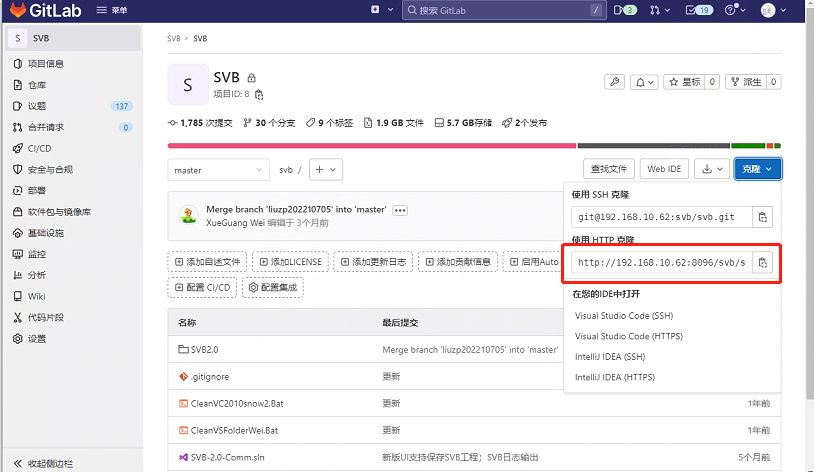 GitLab 菜单 搜索 GitLab / 3 19
S SVB
项目信息
仓库
议题 137
合并请求 0
CI/CD
安全与合规
部署
软件包与镜像库
基础设施
监控
分析
Wiki
代码片段
设置
收起侧边栏
SVB > SVB
S
SVB
项目ID: 8
星标 0 派生 0
1,785 次提交 30 个分支 9 个标签 1.9 GB 文件 5.7 GB存储 2个发布
master svb / + 查找文件 Web IDE 克隆
Merge branch 'liuzp202210705' into 'master'
XueGuang Wei 编辑于 3个月前
添加自述文件 添加LICENSE 添加更新日志 添加贡献信息 启用Auto
配置 CI/CD 配置集成
使用 SSH 克隆
git@192.168.10.62:svb/svb.git
使用 HTTP 克隆
http://192.168.10.62:8096/svb/s
在您的IDE中打开
Visual Studio Code (SSH)
Visual Studio Code (HTTPS)
IntelliJ IDEA (SSH)
IntelliJ IDEA (HTTPS)
名称 最后提交
SVB2.0 Merge branch 'liuzp202210705' into 'master'
.gitignore 更新
CleanVC2010snow2.Bat 更新 1年前
CleanVSFolderWei.Bat 更新 1年前
SVB-2.0-Comm.sln 新版UI支持保存SVB工程；SVB日志输出 5个月前